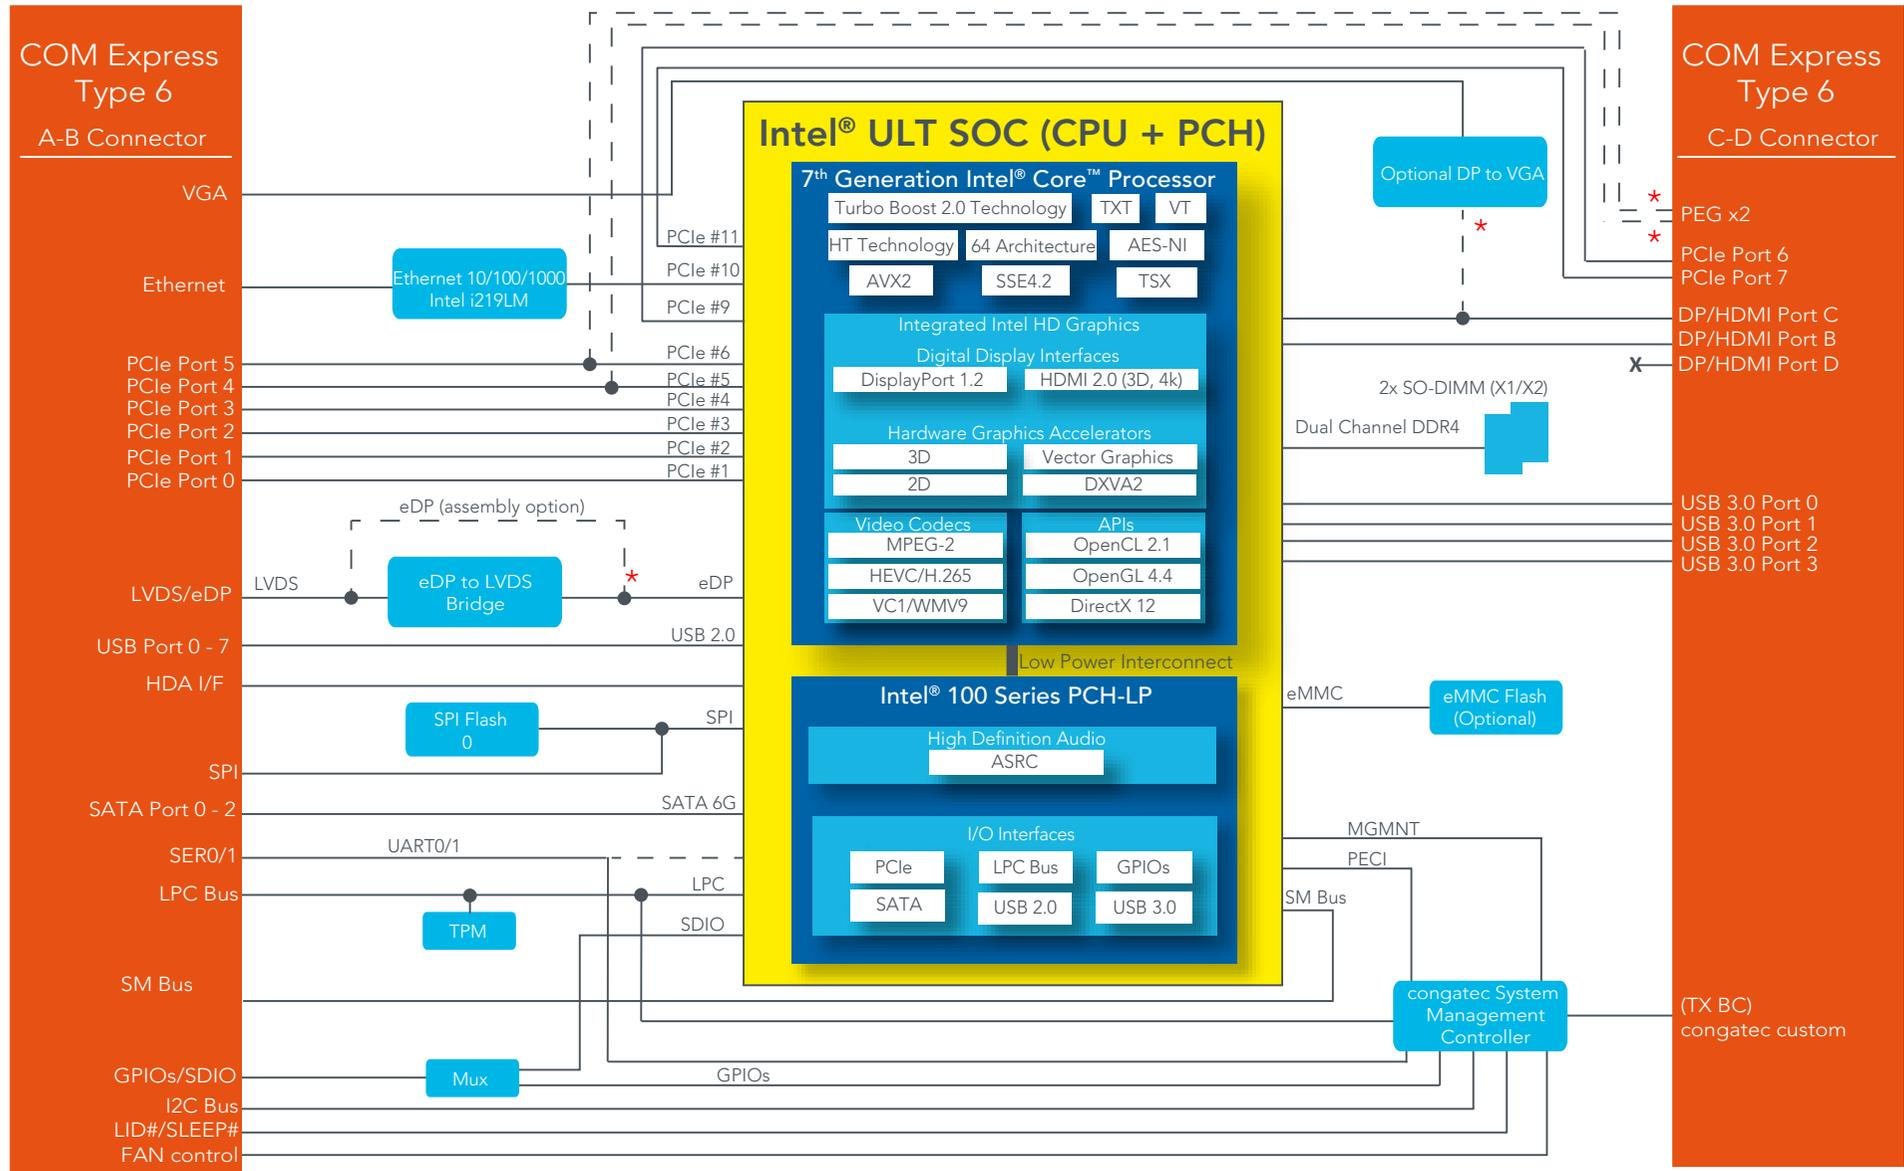 COM Express
Type 6
A-B Connector
VGA
Ethernet
PCIe Port 5
PCIe Port 4
PCIe Port 3
PCIe Port 2
PCIe Port 1
PCIe Port 0
LVDS/eDP
USB Port 0 - 7
HDA I/F
SPI
SATA Port 0 - 2
SER0/1
LPC Bus
SM Bus
GPIOs/SDIO
I2C Bus
LID#/SLEEP#
FAN control
Ethernet 10/100/1000
Intel i219LM
eDP (assembly option)
LVDS
eDP to LVDS
Bridge
*
eDP
USB 2.0
SPI Flash
0
SPI
SATA 6G
UART0/1
LPC
TPM
SDIO
Mux
GPIOs
PCIe #11
PCIe #10
PCIe #9
PCIe #6
PCIe #5
PCIe #4
PCIe #3
PCIe #2
PCIe #1
Intel® ULT SOC (CPU + PCH)
7th Generation Intel® Core™ Processor
Turbo Boost 2.0 Technology TXT VT
HT Technology 64 Architecture AES-NI
AVX2 SSE4.2 TSX
Integrated Intel HD Graphics
Digital Display Interfaces
DisplayPort 1.2 HDMI 2.0 (3D, 4k)
Hardware Graphics Accelerators
3D Vector Graphics
2D DXVA2
Video Codecs APIs
MPEG-2 OpenCL 2.1
HEVC/H.265 OpenGL 4.4
VC1/WMV9 DirectX 12
Low Power Interconnect
Intel® 100 Series PCH-LP
High Definition Audio
ASRC
I/O Interfaces
PCIe LPC Bus GPIOs
SATA USB 2.0 USB 3.0
Optional DP to VGA
*
2x SO-DIMM (X1/X2)
Dual Channel DDR4
eMMC
eMMC Flash
(Optional)
MGMNT
PECI
SM Bus
congatec System
Management
Controller
COM Express
Type 6
C-D Connector
*
PEG x2
*
PCIe Port 6
PCIe Port 7
DP/HDMI Port C
DP/HDMI Port B
X DP/HDMI Port D
USB 3.0 Port 0
USB 3.0 Port 1
USB 3.0 Port 2
USB 3.0 Port 3
(TX BC)
congatec custom